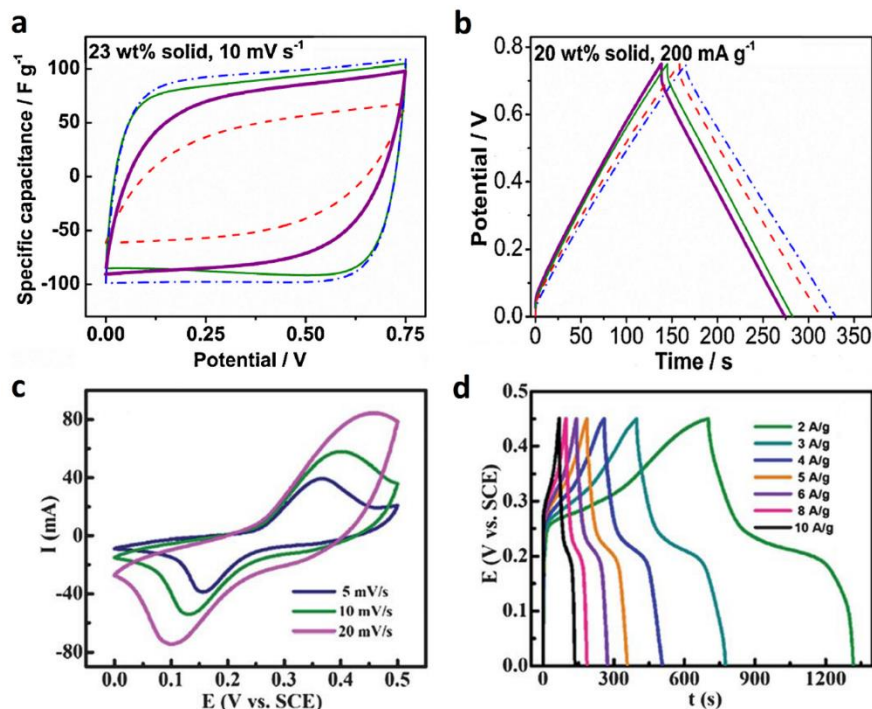 a
23 wt% solid, 10 mV s⁻¹
Specific capacitance / F g⁻¹
100
50
0
-50
-100
0.00
0.25
0.50
0.75
Potential / V
b
20 wt% solid, 200 mA g⁻¹
Potential / V
0.8
0.6
0.4
0.2
0.0
0
50
100
150
200
250
300
350
Time / s
c
I (mA)
80
40
0
-40
-80
5 mV/s
10 mV/s
20 mV/s
0.0
0.1
0.2
0.3
0.4
0.5
E (V vs. SCE)
d
E (V vs. SCE)
0.5
0.4
0.3
0.2
0.1
0.0
2 A/g
3 A/g
4 A/g
5 A/g
6 A/g
8 A/g
10 A/g
0
300
600
900
1200
t (s)